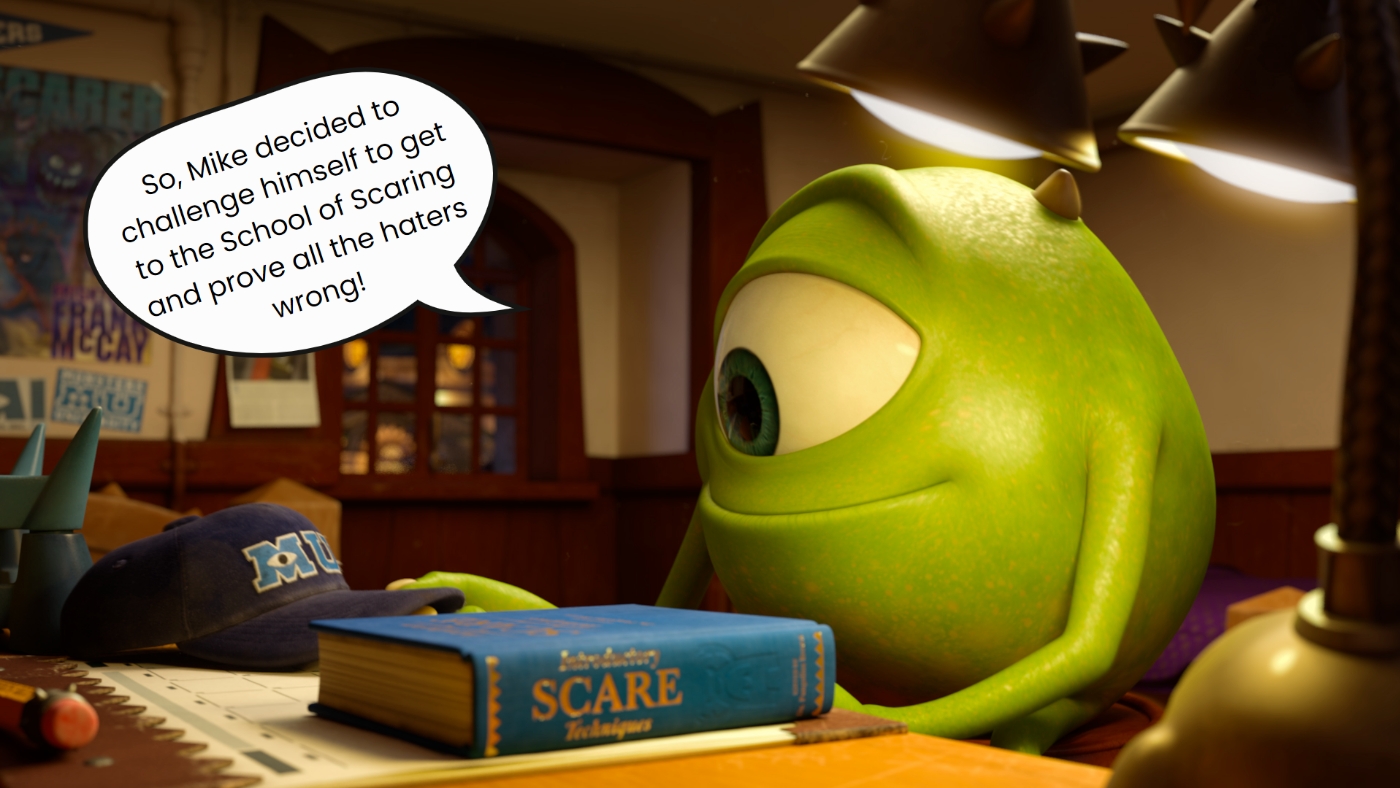 CRB
SCARER
So, Mike decided to
challenge himself to get
to the School of Scaring
and prove all the haters
wrong!
FRANK
McCAY
MU
Introductory
SCARE
Techniques